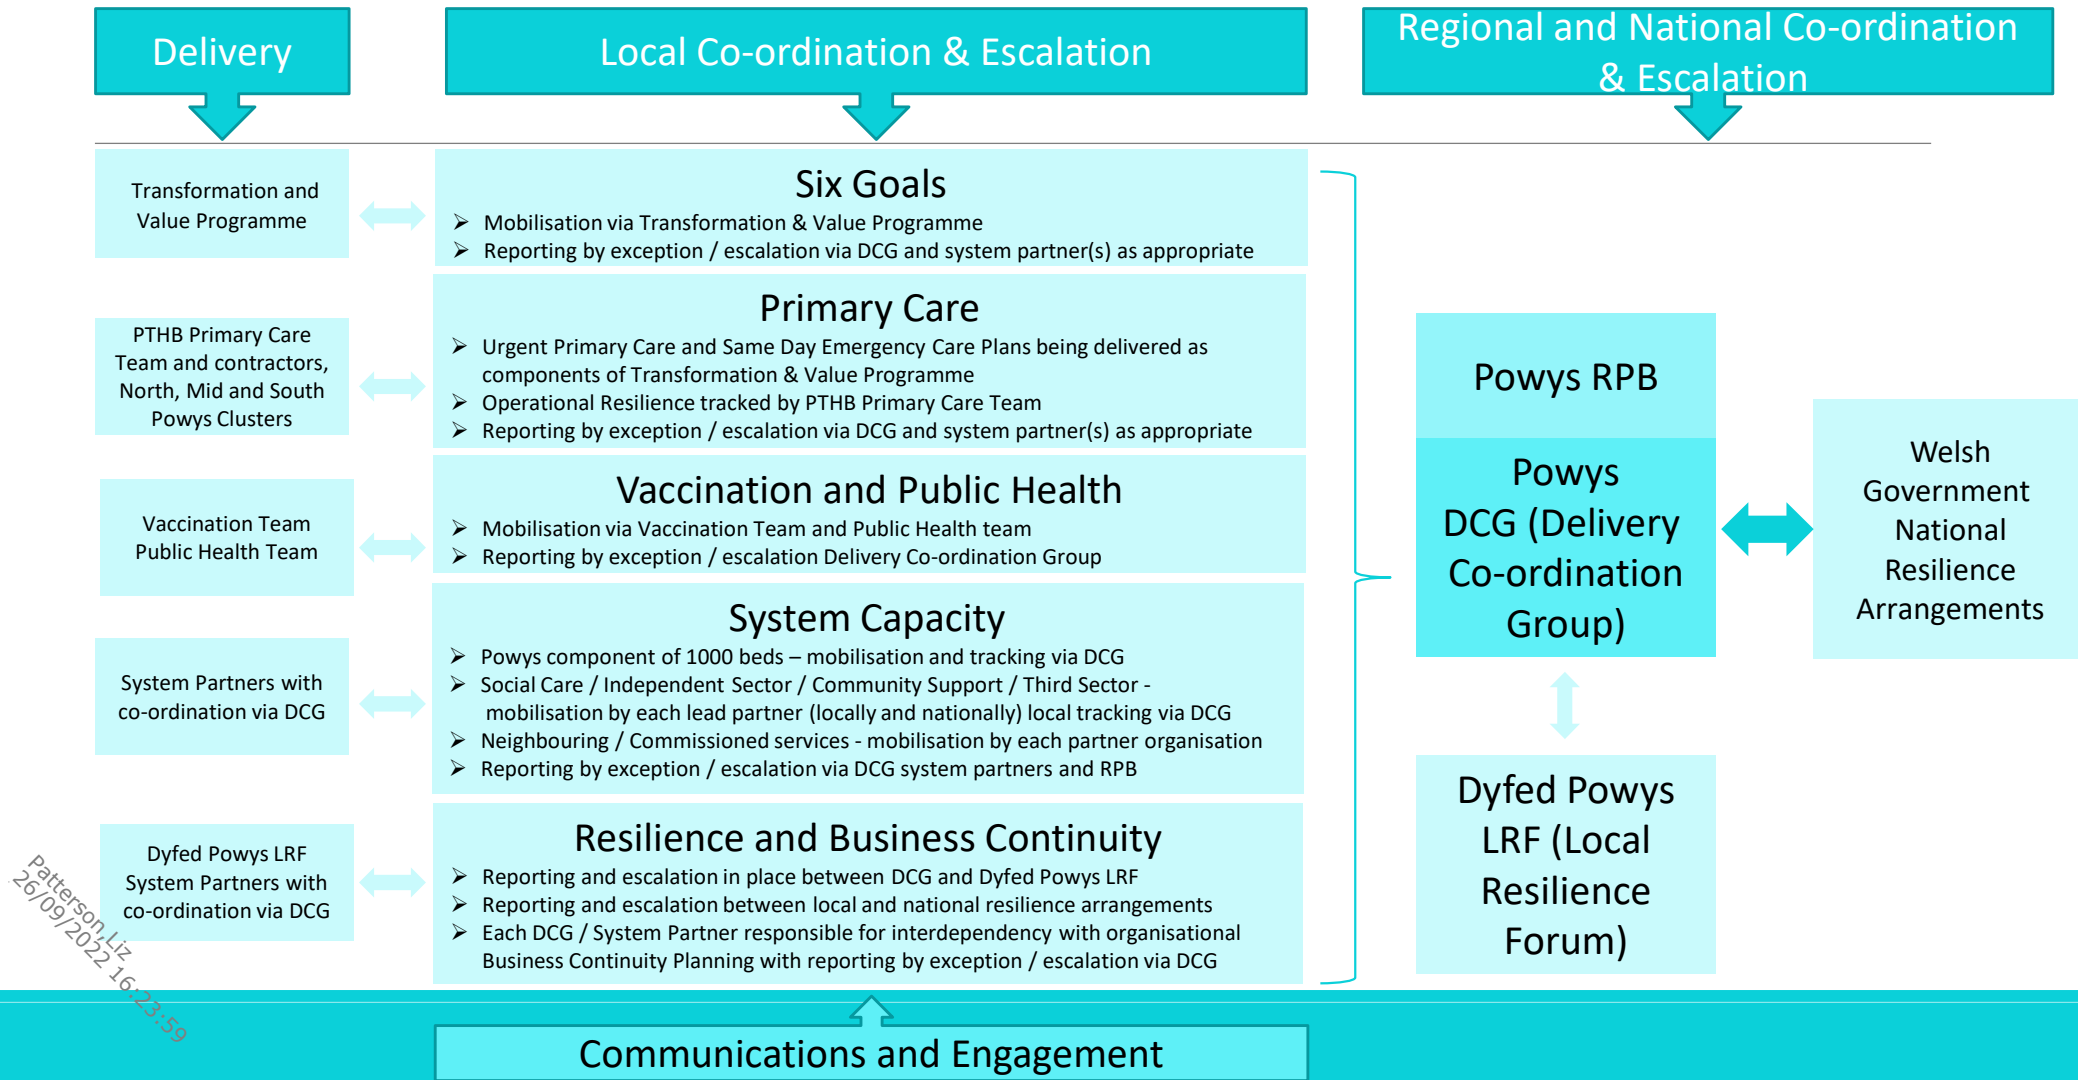 Delivery
Local Co-ordination & Escalation
Regional and National Co-ordination
& Escalation
Transformation and
Value Programme
Six Goals
➢ Mobilisation via Transformation & Value Programme
➢ Reporting by exception / escalation via DCG and system partner(s) as appropriate
PTHB Primary Care
Team and contractors,
North, Mid and South
Powys Clusters
Primary Care
➢ Urgent Primary Care and Same Day Emergency Care Plans being delivered as
components of Transformation & Value Programme
➢ Operational Resilience tracked by PTHB Primary Care Team
➢ Reporting by exception / escalation via DCG and system partner(s) as appropriate
Vaccination Team
Public Health Team
Vaccination and Public Health
➢ Mobilisation via Vaccination Team and Public Health team
➢ Reporting by exception / escalation Delivery Co-ordination Group
System Partners with
co-ordination via DCG
System Capacity
➢ Powys component of 1000 beds – mobilisation and tracking via DCG
➢ Social Care / Independent Sector / Community Support / Third Sector -
mobilisation by each lead partner (locally and nationally) local tracking via DCG
➢ Neighbouring / Commissioned services - mobilisation by each partner organisation
➢ Reporting by exception / escalation via DCG system partners and RPB
Dyfed Powys LRF
System Partners with
co-ordination via DCG
Resilience and Business Continuity
➢ Reporting and escalation in place between DCG and Dyfed Powys LRF
➢ Reporting and escalation between local and national resilience arrangements
➢ Each DCG / System Partner responsible for interdependency with organisational
Business Continuity Planning with reporting by exception / escalation via DCG
Powys RPB
Powys
DCG (Delivery
Co-ordination
Group)
Welsh
Government
National
Resilience
Arrangements
Dyfed Powys
LRF (Local
Resilience
Forum)
Communications and Engagement
Patterson,Liz
26/09/2022 16:23:59